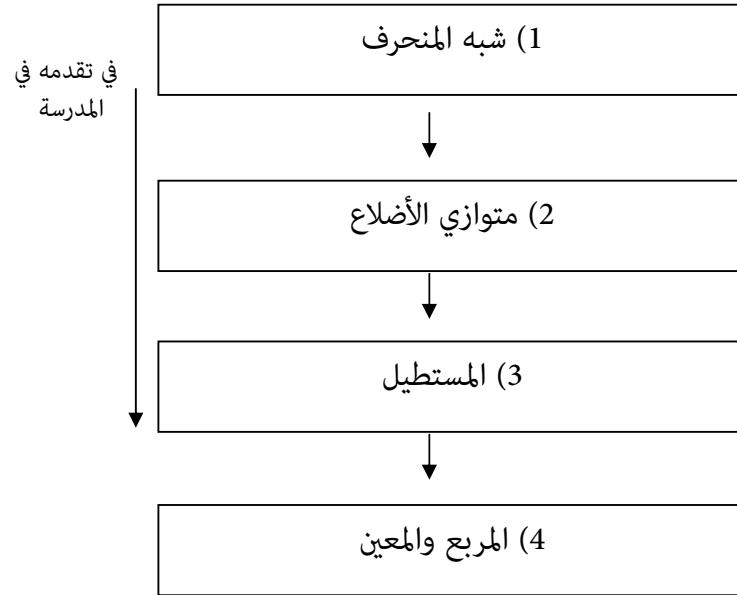 1) شبه المنحرف
في تقدمه في
المدرسة
2) متوازي الأضلاع
3) المستطيل
4) المربع والمعين